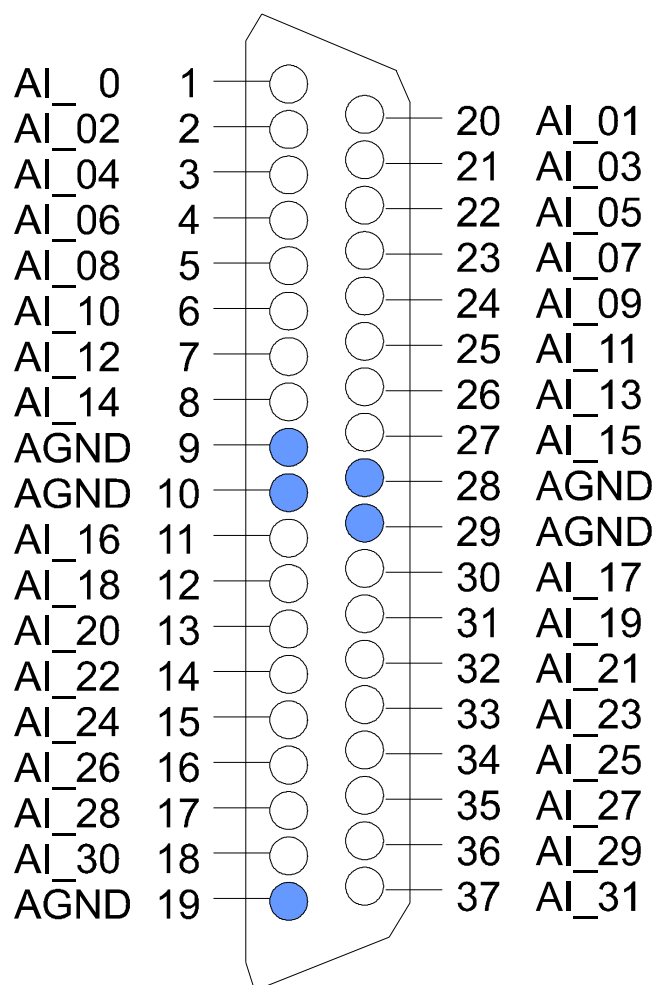 AI_ 0 1
20 AI_01
AI_02 2
21 AI_03
AI_04 3
22 AI_05
AI_06 4
23 AI_07
AI_08 5
24 AI_09
AI_10 6
25 AI_11
AI_12 7
26 AI_13
AI_14 8
27 AI_15
AGND 9
28 AGND
AGND 10
29 AGND
AI_16 11
30 AI_17
AI_18 12
31 AI_19
AI_20 13
32 AI_21
AI_22 14
33 AI_23
AI_24 15
34 AI_25
AI_26 16
35 AI_27
AI_28 17
36 AI_29
AI_30 18
37 AI_31
AGND 19